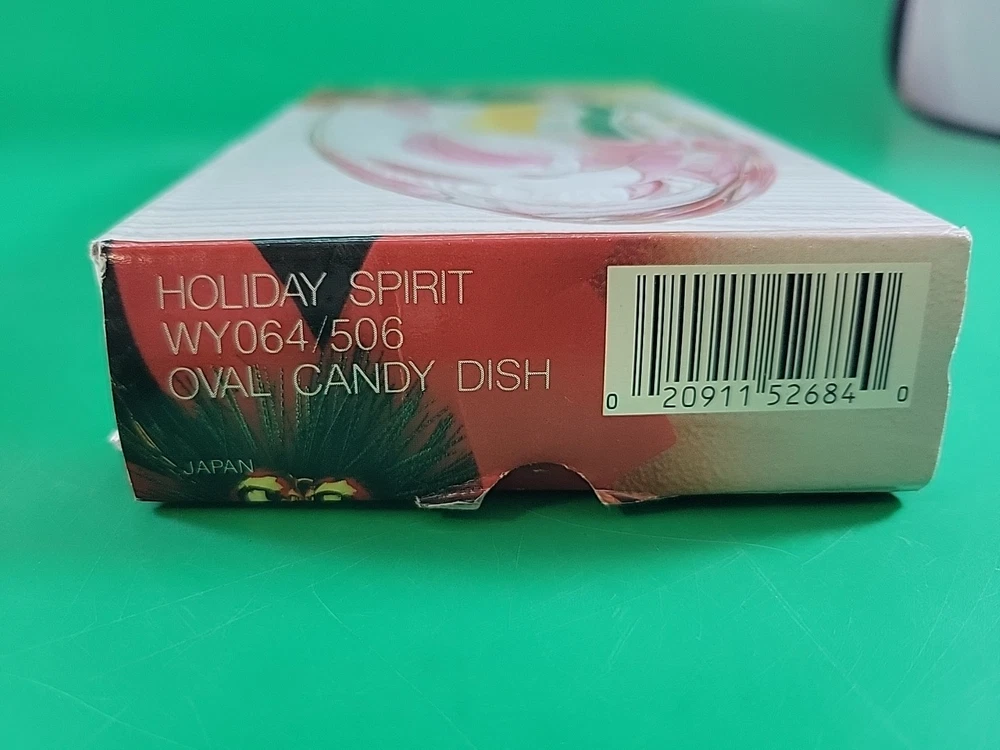 HOLIDAY SPIRIT
WY064/506
OVAL CANDY DISH
JAPAN
0 20911 52684 0